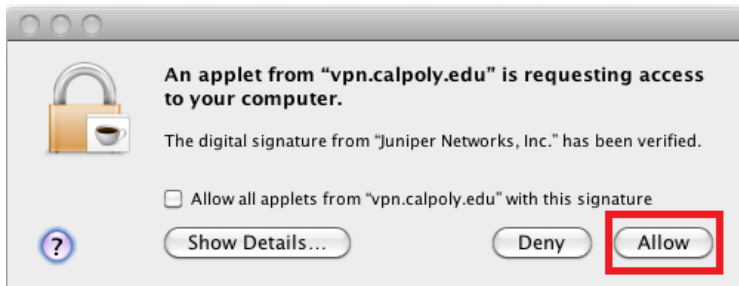 An applet from “vpn.calpoly.edu” is requesting access
to your computer.
The digital signature from “Juniper Networks, Inc.” has been verified.
Allow all applets from “vpn.calpoly.edu” with this signature
? Show Details... Deny Allow